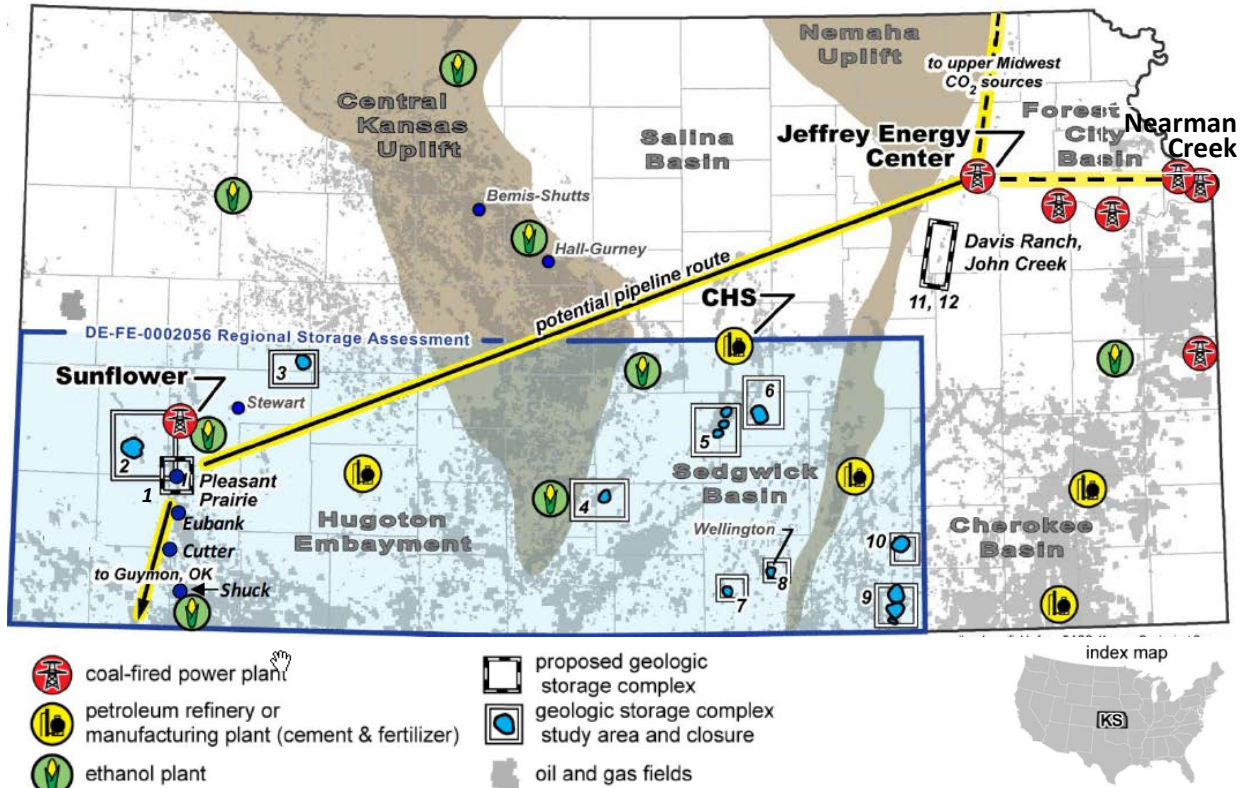 Nemaha
Uplift
to upper Midwest
CO2 sources
Central
Kansas
Uplift
Salina
Basin
Jeffrey Energy
Center
Forest
City
Basin
Nearman
Creek
Bemis-Shutts
Hall-Gurney
Davis Ranch,
John Creek
11, 12
potential pipeline route
CHS
DE-FE-0002056 Regional Storage Assessment
Sunflower
3
Stewart
2
1
Pleasant
Prairie
Eubank
Cutter
to Guymon, OK
Shuck
Hugoton
Embayment
4
5
6
Sedgwick
Basin
Wellington
7
8
9
10
Cherokee
Basin
coal-fired power plant
petroleum refinery or
manufacturing plant (cement & fertilizer)
ethanol plant
proposed geologic
storage complex
geologic storage complex
study area and closure
oil and gas fields
index map
KS